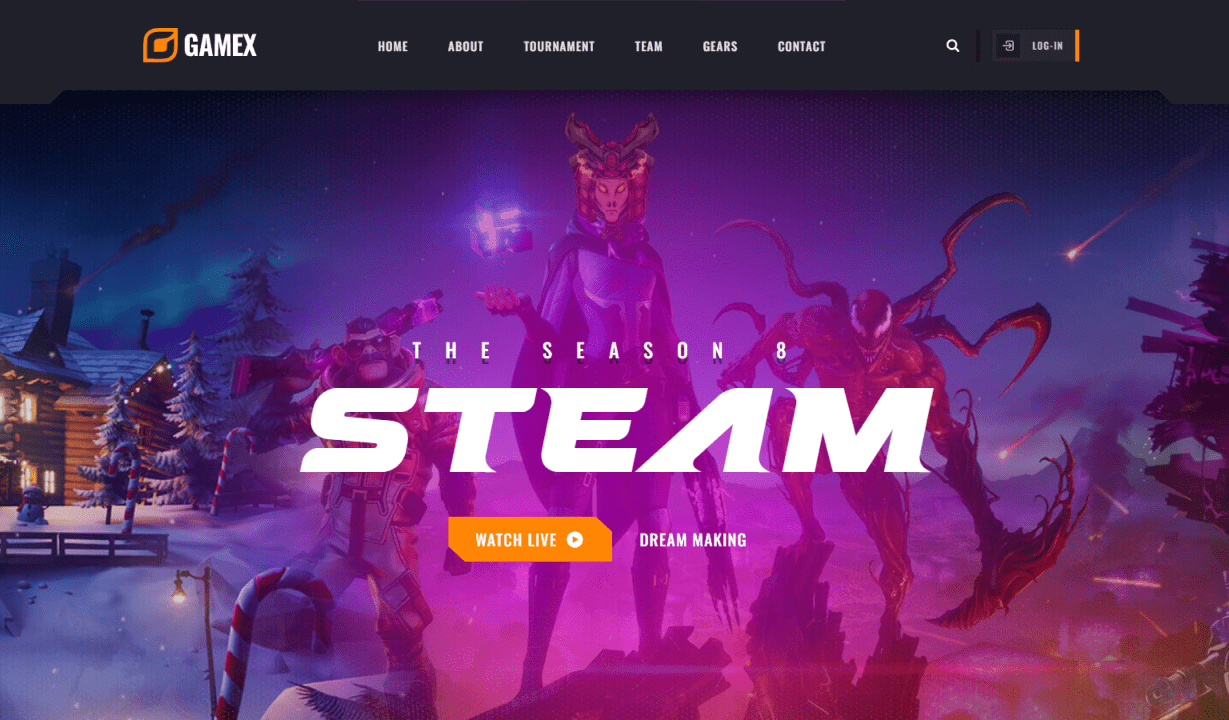 GAMEX
HOME ABOUT TOURNAMENT TEAM GEARS CONTACT
LOG-IN
THE SEASON 8
STEAM
WATCH LIVE
DREAM MAKING